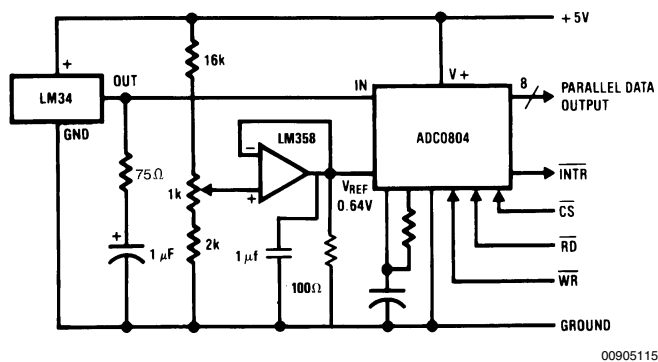 +5V
+
16k
V+
LM34
OUT
IN
8
PARALLEL DATA
OUTPUT
GND
LM358
ADC0804
75Ω
−
1k
+
VREF
0.64V
INTR
CS
+
1 μF
2k
1 μf
100Ω
RD
WR
GROUND
00905115